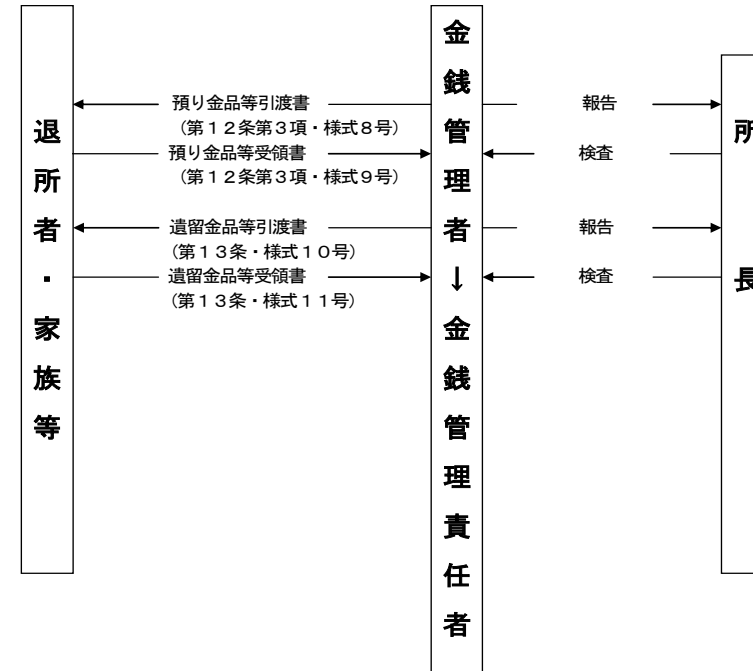 退所者・家族等
預り金品等引渡書
（第１２条第３項・様式８号）
預り金品等受領書
（第１２条第３項・様式９号）
遺留金品等引渡書
（第１３条・様式１０号）
遺留金品等受領書
（第１３条・様式１１号）
金銭管理者↓金銭管理責任者
報告
検査
報告
検査
所長